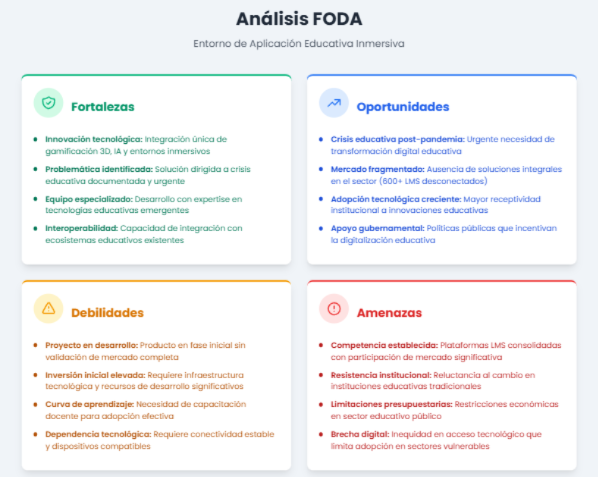 Análisis FODA
Entorno de Aplicación Educativa Inmersiva
Fortalezas
Innovación tecnológica: Integración única de
gamificación 3D, IA y entornos inmersivos
Problemática identificada: Solución dirigida a crisis
educativa documentada y urgente
Equipo especializado: Desarrollo con expertise en
tecnologías educativas emergentes
Interoperabilidad: Capacidad de integración con
ecosistemas educativos existentes
Oportunidades
Crisis educativa post-pandemia: Urgente necesidad de
transformación digital educativa
Mercado fragmentado: Ausencia de soluciones integrales
en el sector (600+ LMS desconectados)
Adopción tecnológica creciente: Mayor receptividad
institucional a innovaciones educativas
Apoyo gubernamental: Políticas públicas que incentivan
la digitalización educativa
Debilidades
Proyecto en desarrollo: Producto en fase inicial sin
validación de mercado completa
Inversión inicial elevada: Requiere infraestructura
tecnológica y recursos de desarrollo significativos
Curva de aprendizaje: Necesidad de capacitación
docente para adopción efectiva
Dependencia tecnológica: Requiere conectividad estable
y dispositivos compatibles
Amenazas
Competencia establecida: Plataformas LMS consolidadas
con participación de mercado significativa
Resistencia institucional: Reluctancia al cambio en
instituciones educativas tradicionales
Limitaciones presupuestarias: Restricciones económicas
en sector educativo público
Brecha digital: Inequidad en acceso tecnológico que
limita adopción en sectores vulnerables